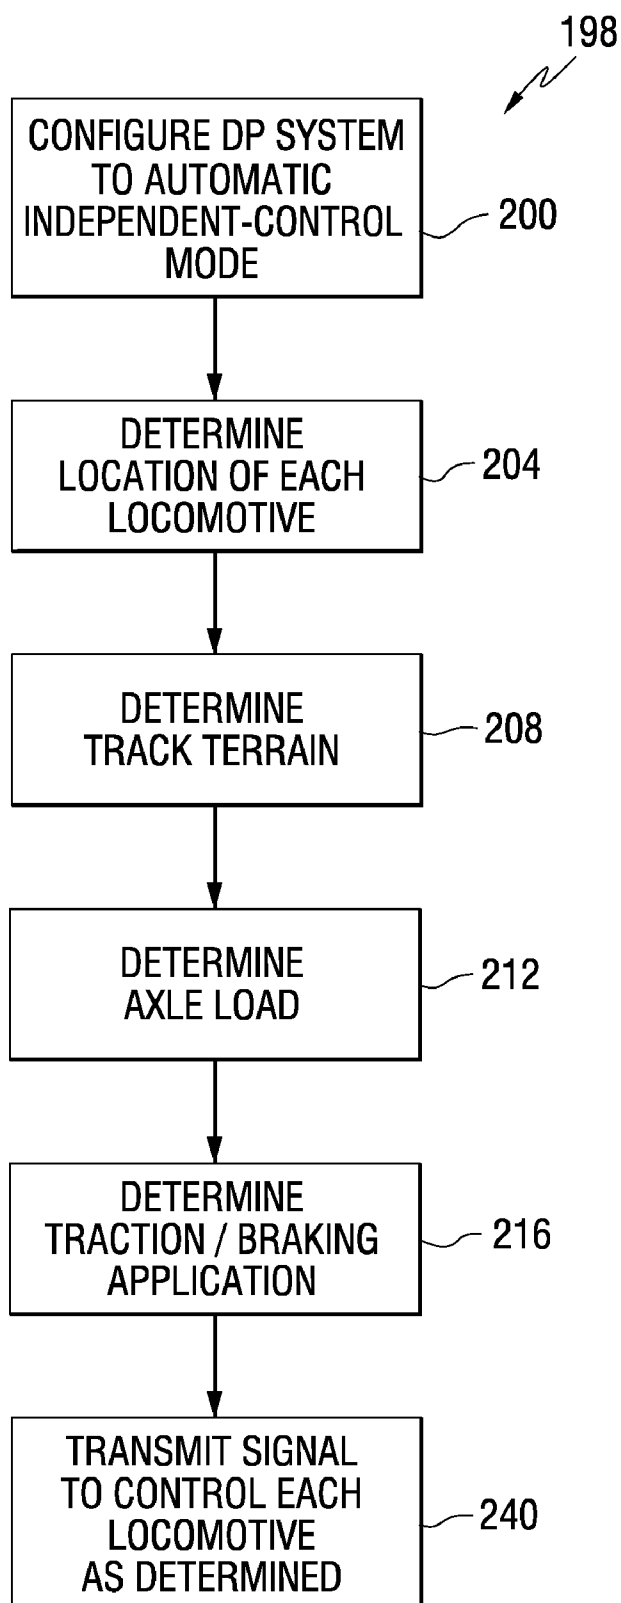 198
CONFIGURE DP SYSTEM
TO AUTOMATIC
INDEPENDENT-CONTROL
MODE
200
DETERMINE
LOCATION OF EACH
LOCOMOTIVE
204
DETERMINE
TRACK TERRAIN
208
DETERMINE
AXLE LOAD
212
DETERMINE
TRACTION / BRAKING
APPLICATION
216
TRANSMIT SIGNAL
TO CONTROL EACH
LOCOMOTIVE
AS DETERMINED
240